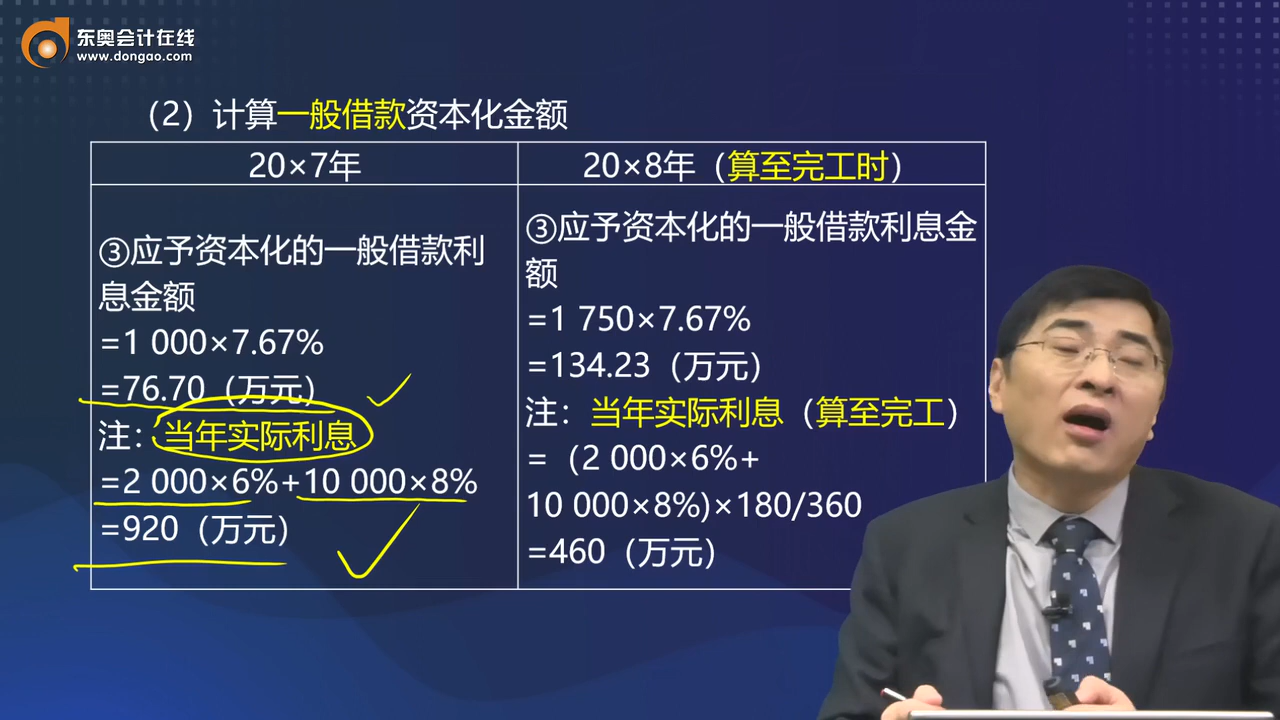 东奥会计在线
www.dongao.com
（2）计算一般借款资本化金额
20×7年
③应予资本化的一般借款利
息金额
=1 000×7.67%
=76.70（万元）
注：当年实际利息
=2 000×6%+10 000×8%
=920（万元）
20×8年（算至完工时）
③应予资本化的一般借款利息金
额
=1 750×7.67%
=134.23（万元）
注：当年实际利息（算至完工）
=（2 000×6%+
10 000×8%)×180/360
=460（万元）